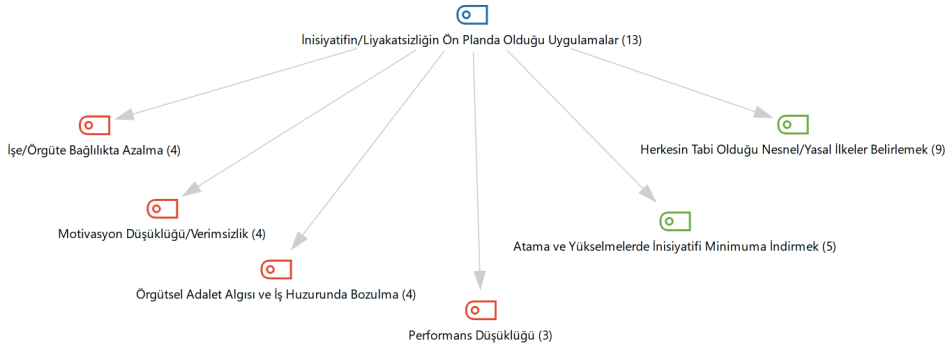 İnisiyatifin/Liyakatsizliğin Ön Planda Olduğu Uygulamalar (13)
İşe/Örgüte Bağlılıkta Azalma (4)
Herkesin Tabi Olduğu Nesnel/Yasal İlkeler Belirlemek (9)
Motivasyon Düşüklüğü/Verimsizlik (4)
Atama ve Yükselmelerde İnisiyatifi Minimuma İndirmek (5)
Örgütsel Adalet Algısı ve İş Huzurunda Bozulma (4)
Performans Düşüklüğü (3)